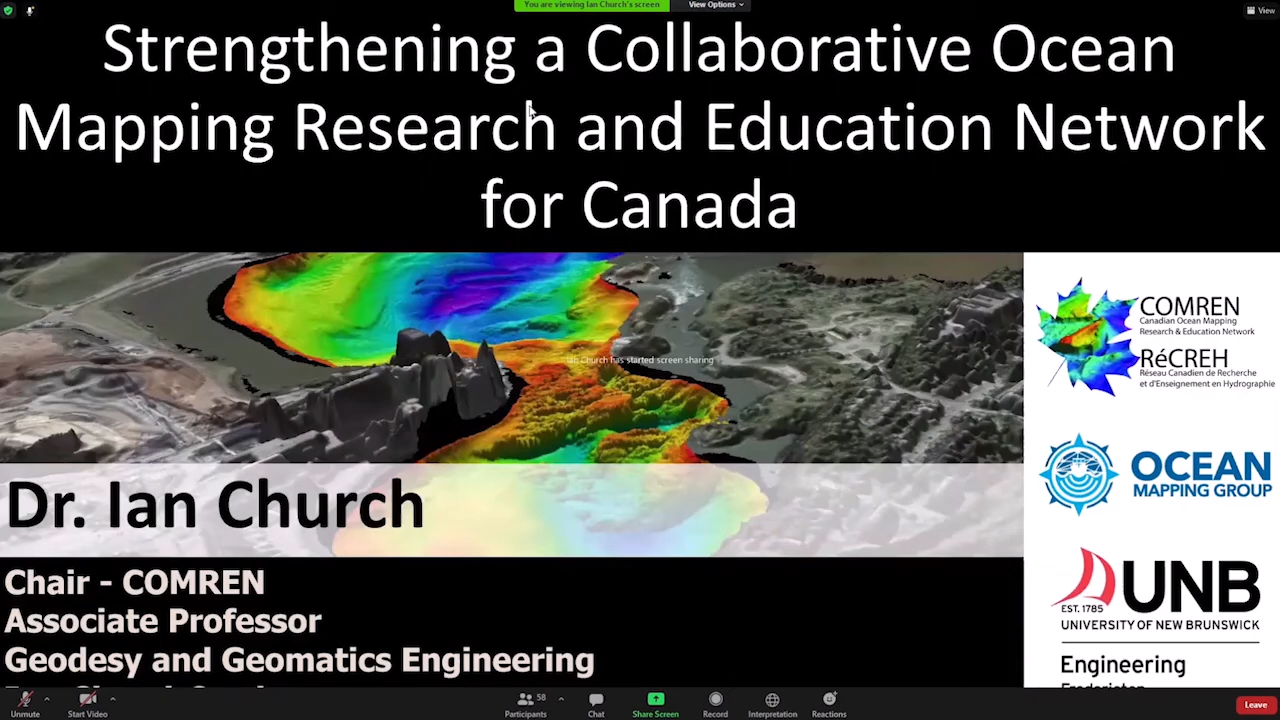 You are viewing Ian Church's screen
View Options
View
Strengthening a Collaborative Ocean
Mapping Research and Education Network
for Canada
Ian Church has started screen sharing
COMREN
Canadian Ocean Mapping
Research & Education Network
RéCREH
Réseau Canadien de Recherche
et d'Enseignement en Hydrographie
OCEAN
MAPPING GROUP
Dr. Ian Church
Chair - COMREN
Associate Professor
Geodesy and Geomatics Engineering
UNB
EST. 1785
UNIVERSITY OF NEW BRUNSWICK
Engineering
Unmute
Start Video
Participants
58
Chat
Share Screen
Record
Interpretation
Reactions
Leave